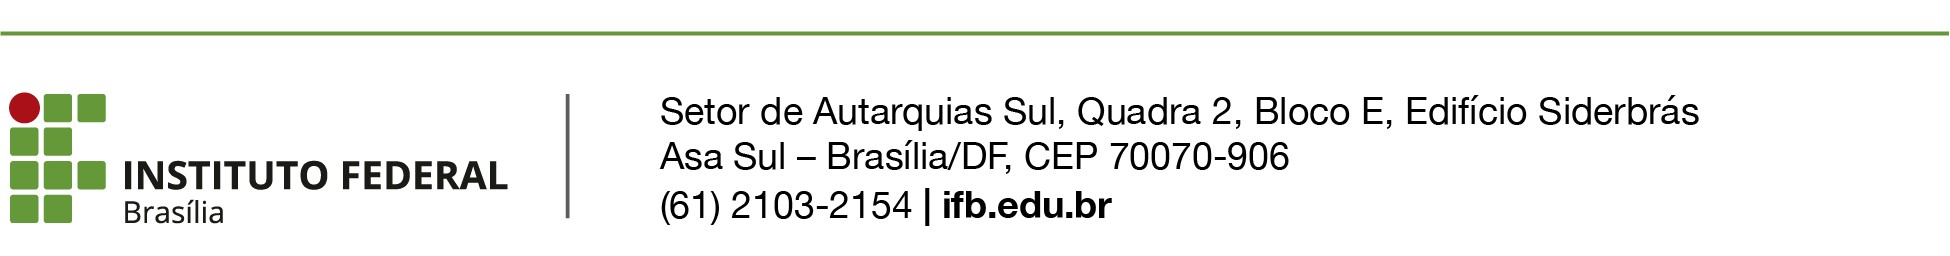 INSTITUTO FEDERAL
Brasília
Setor de Autarquias Sul, Quadra 2, Bloco E, Edifício Siderbrás
Asa Sul – Brasília/DF, CEP 70070-906
(61) 2103-2154 | ifb.edu.br